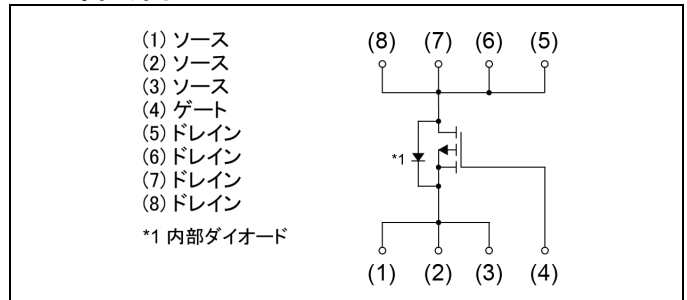 (1) ソース
(2) ソース
(3) ソース
(4) ゲート
(5) ドレイン
(6) ドレイン
(7) ドレイン
(8) ドレイン
*1 内部ダイオード
(8) (7) (6) (5)
*1
(1) (2) (3) (4)